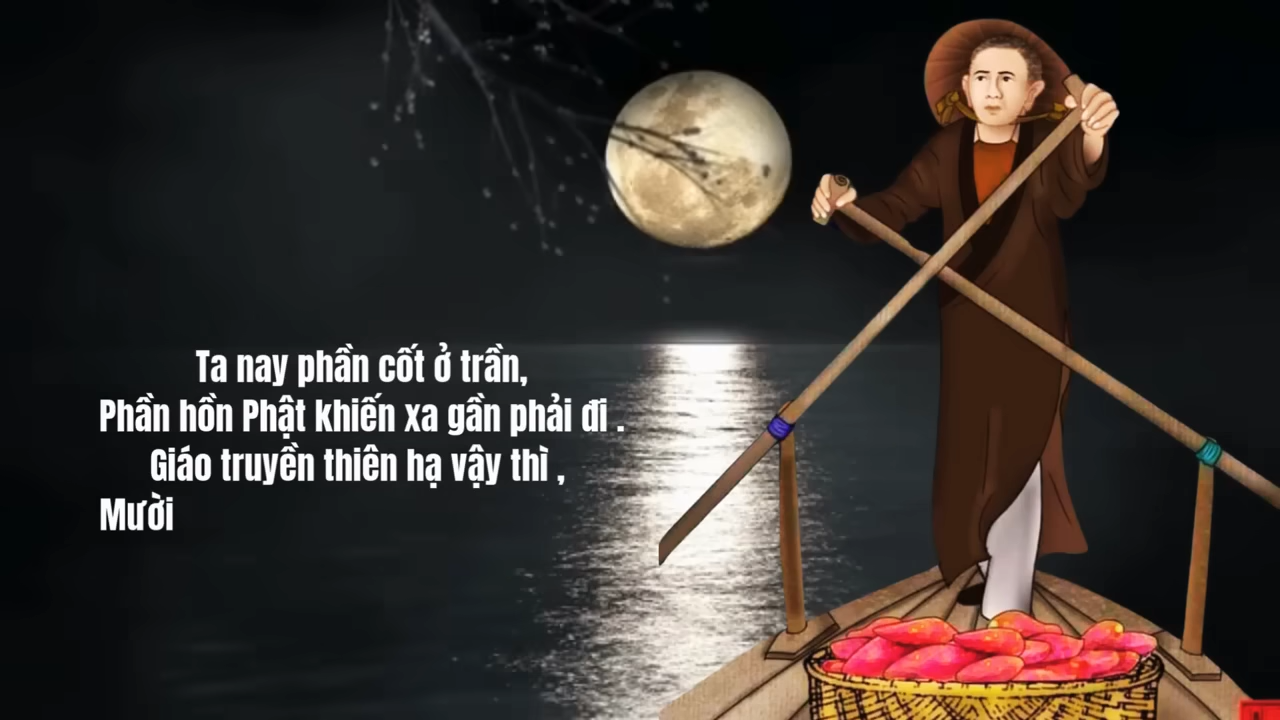 Ta nay phần cốt ở trần,
Phần hồn Phật khiến xa gần phải đi .
Giáo truyền thiên hạ vậy thì ,
Mười